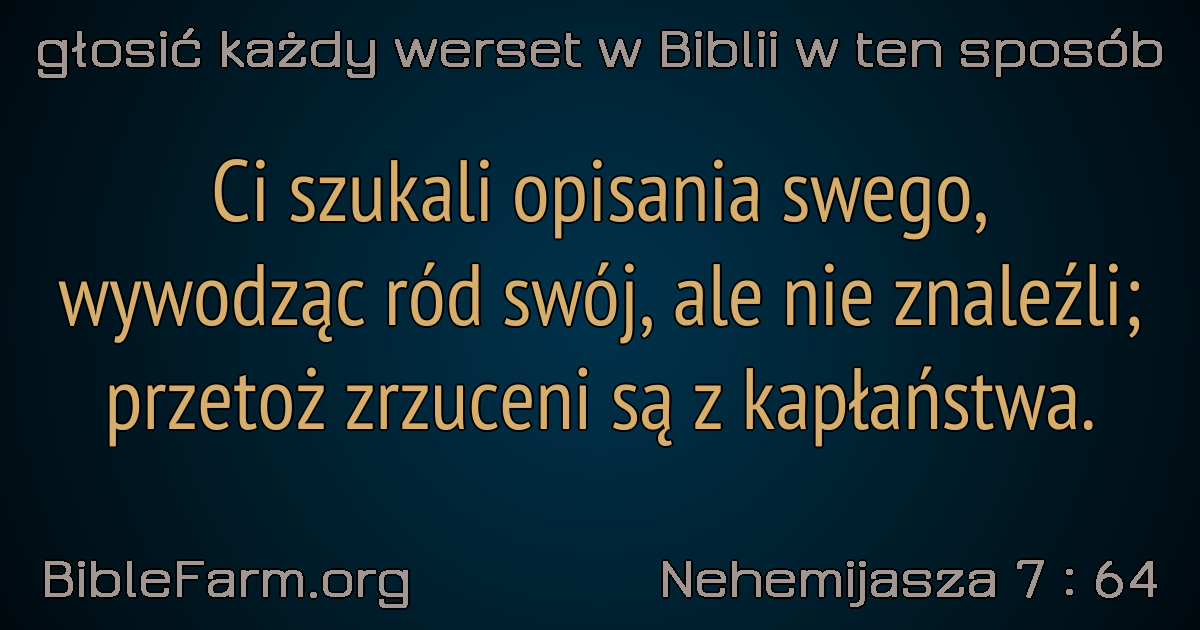 głosić każdy werset w Biblii w ten sposób
Ci szukali opisania swego,
wywodząc ród swój, ale nie znaleźli;
przetoż zrzuceni są z kapłaństwa.
BibleFarm.org
Nehemijasza 7 : 64